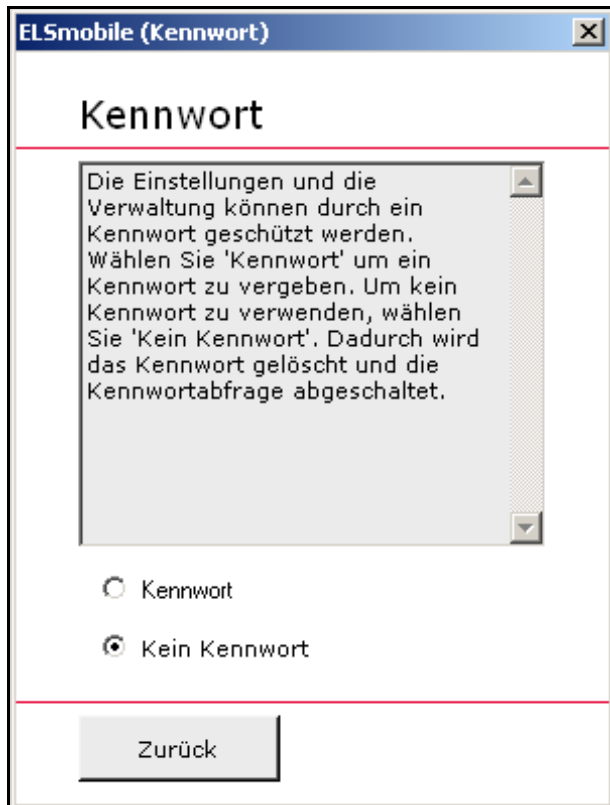 ELSmobile (Kennwort)
Kennwort
Die Einstellungen und die
Verwaltung können durch ein
Kennwort geschützt werden.
Wählen Sie 'Kennwort' um ein
Kennwort zu vergeben. Um kein
Kennwort zu verwenden, wählen
Sie 'Kein Kennwort'. Dadurch wird
das Kennwort gelöscht und die
Kennwortabfrage abgeschaltet.
Kennwort
Kein Kennwort
Zurück